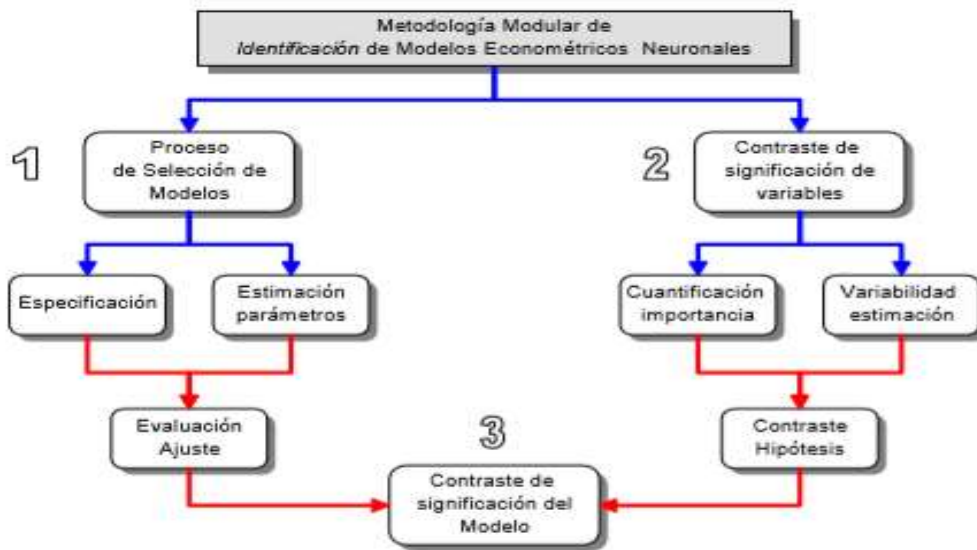 Metodología Modular de
Identificación de Modelos Econométricos Neuronales
1
Proceso
de Selección de
Modelos
2
Contraste de
significación de
variables
Especificación
Estimación
parámetros
Cuantificación
importancia
Variabilidad
estimación
Evaluación
Ajuste
3
Contraste
Hipótesis
Contraste de
significación del
Modelo